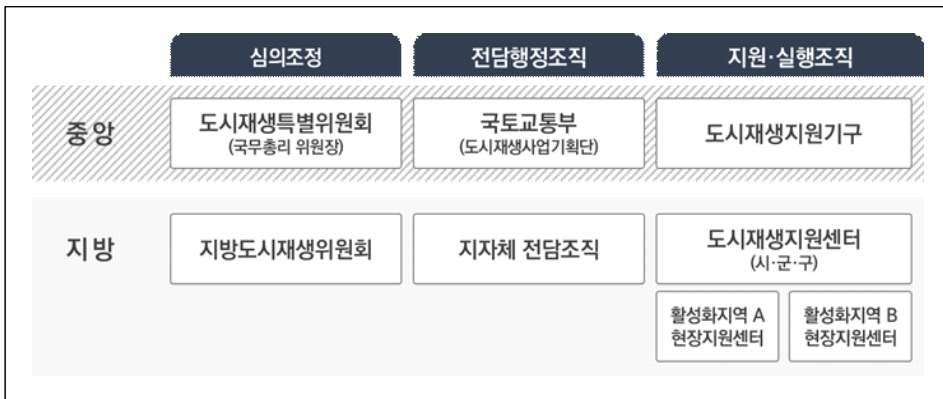 심의조정
전담행정조직
지원·실행조직
중앙
도시재생특별위원회
(국무총리 위원장)
국토교통부
(도시재생사업기획단)
도시재생지원기구
지방
지방도시재생위원회
지자체 전담조직
도시재생지원센터
(시·군·구)
활성화지역 A
현장지원센터
활성화지역 B
현장지원센터